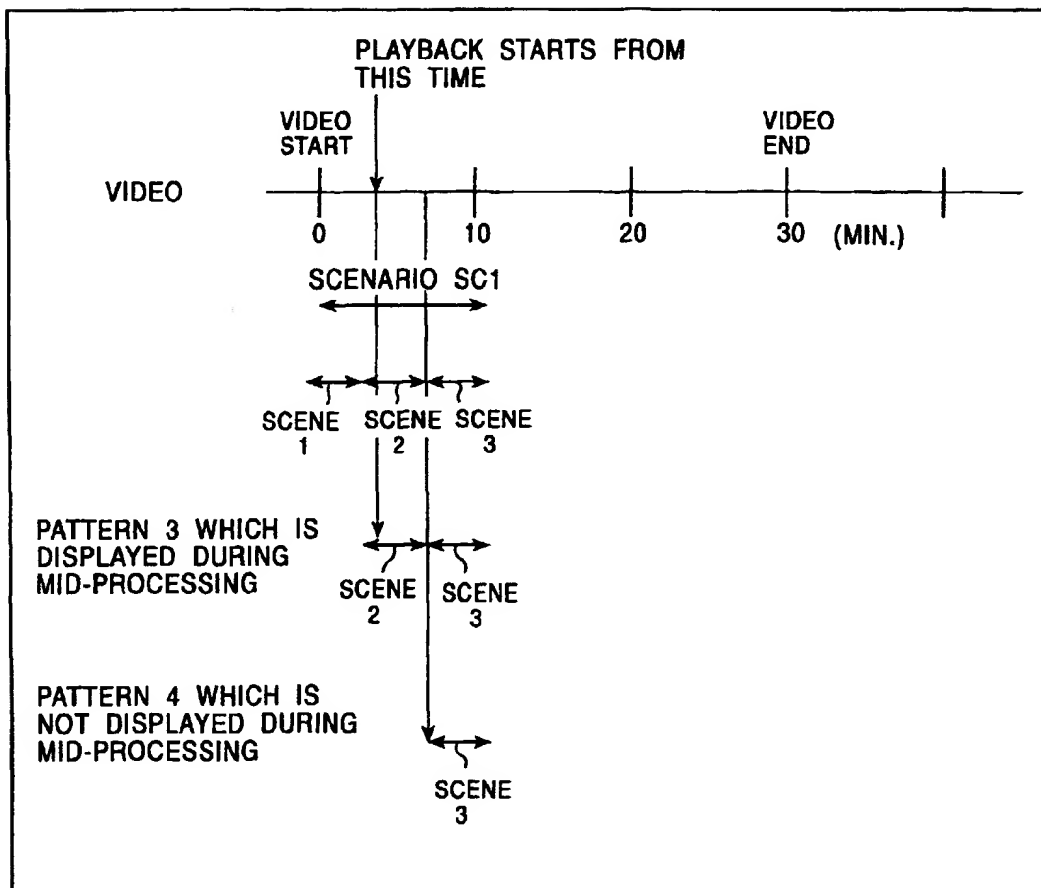 PLAYBACK STARTS FROM
THIS TIME
VIDEO
START
VIDEO
END
VIDEO
0
10
20
30
(MIN.)
SCENARIO SC1
SCENE
1
SCENE
2
SCENE
3
PATTERN 3 WHICH IS
DISPLAYED DURING
MID-PROCESSING
SCENE
2
SCENE
3
PATTERN 4 WHICH IS
NOT DISPLAYED DURING
MID-PROCESSING
SCENE
3